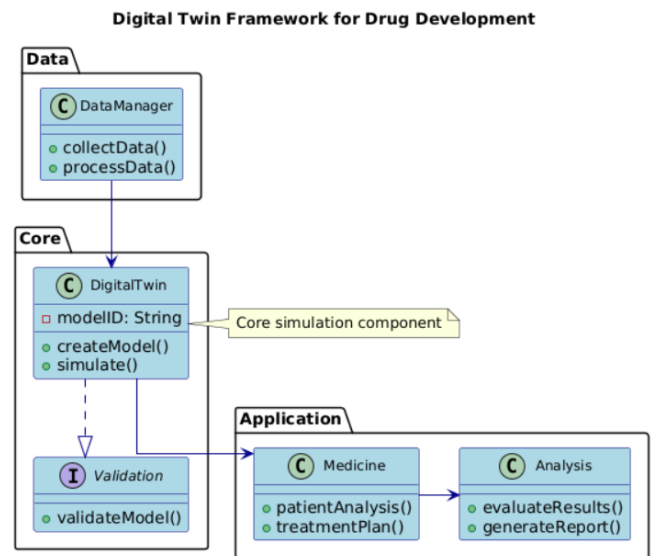 Digital Twin Framework for Drug Development
Data
C DataManager
collectData()
processData()
Core
C DigitalTwin
modelID: String
createModel()
simulate()
Core simulation component
I Validation
validateModel()
Application
C Medicine
patientAnalysis()
treatmentPlan()
C Analysis
evaluateResults()
generateReport()